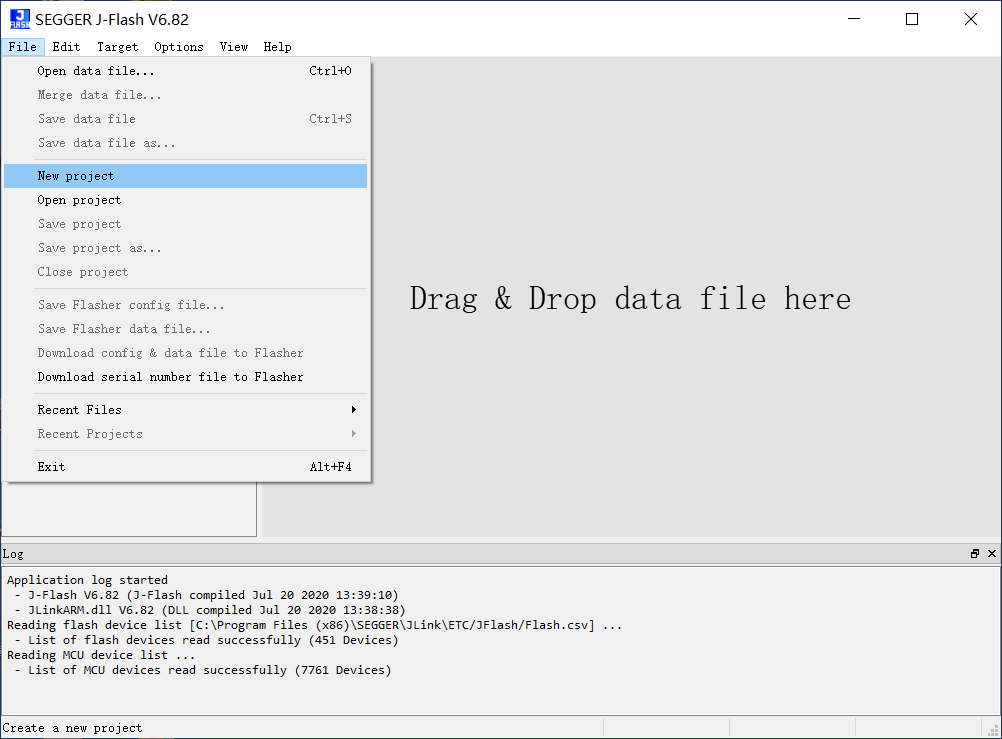 SEGGER J-Flash V6.82
File Edit Target Options View Help
Open data file... Ctrl+O
Merge data file...
Save data file Ctrl+S
Save data file as...
New project
Open project
Save project
Save project as...
Close project
Save Flasher config file...
Save Flasher data file...
Download config & data file to Flasher
Download serial number file to Flasher
Recent Files
Recent Projects
Exit Alt+F4
Drag & Drop data file here
Log
Application log started
- J-Flash V6.82 (J-Flash compiled Jul 20 2020 13:39:10)
- JLinkARM.dll V6.82 (DLL compiled Jul 20 2020 13:38:38)
Reading flash device list [C:\Program Files (x86)\SEGGER\JLink\ETC/JFlash/Flash.csv] ...
- List of flash devices read successfully (451 Devices)
Reading MCU device list ...
- List of MCU devices read successfully (7761 Devices)
Create a new project